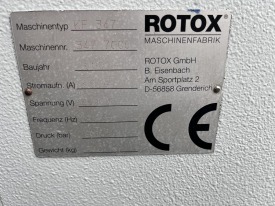 Maschinentyp
Maschinennr.
Baujahr
Stromaufn. (A)
Spannung (V)
Frequenz (Hz)
Druck (bar)
Gewicht (kg)
ROTOX
MASCHINENFABRIK
ROTOX GmbH
B. Eisenbach
Am Sportplatz 2
D-56858 Grenderich
CE